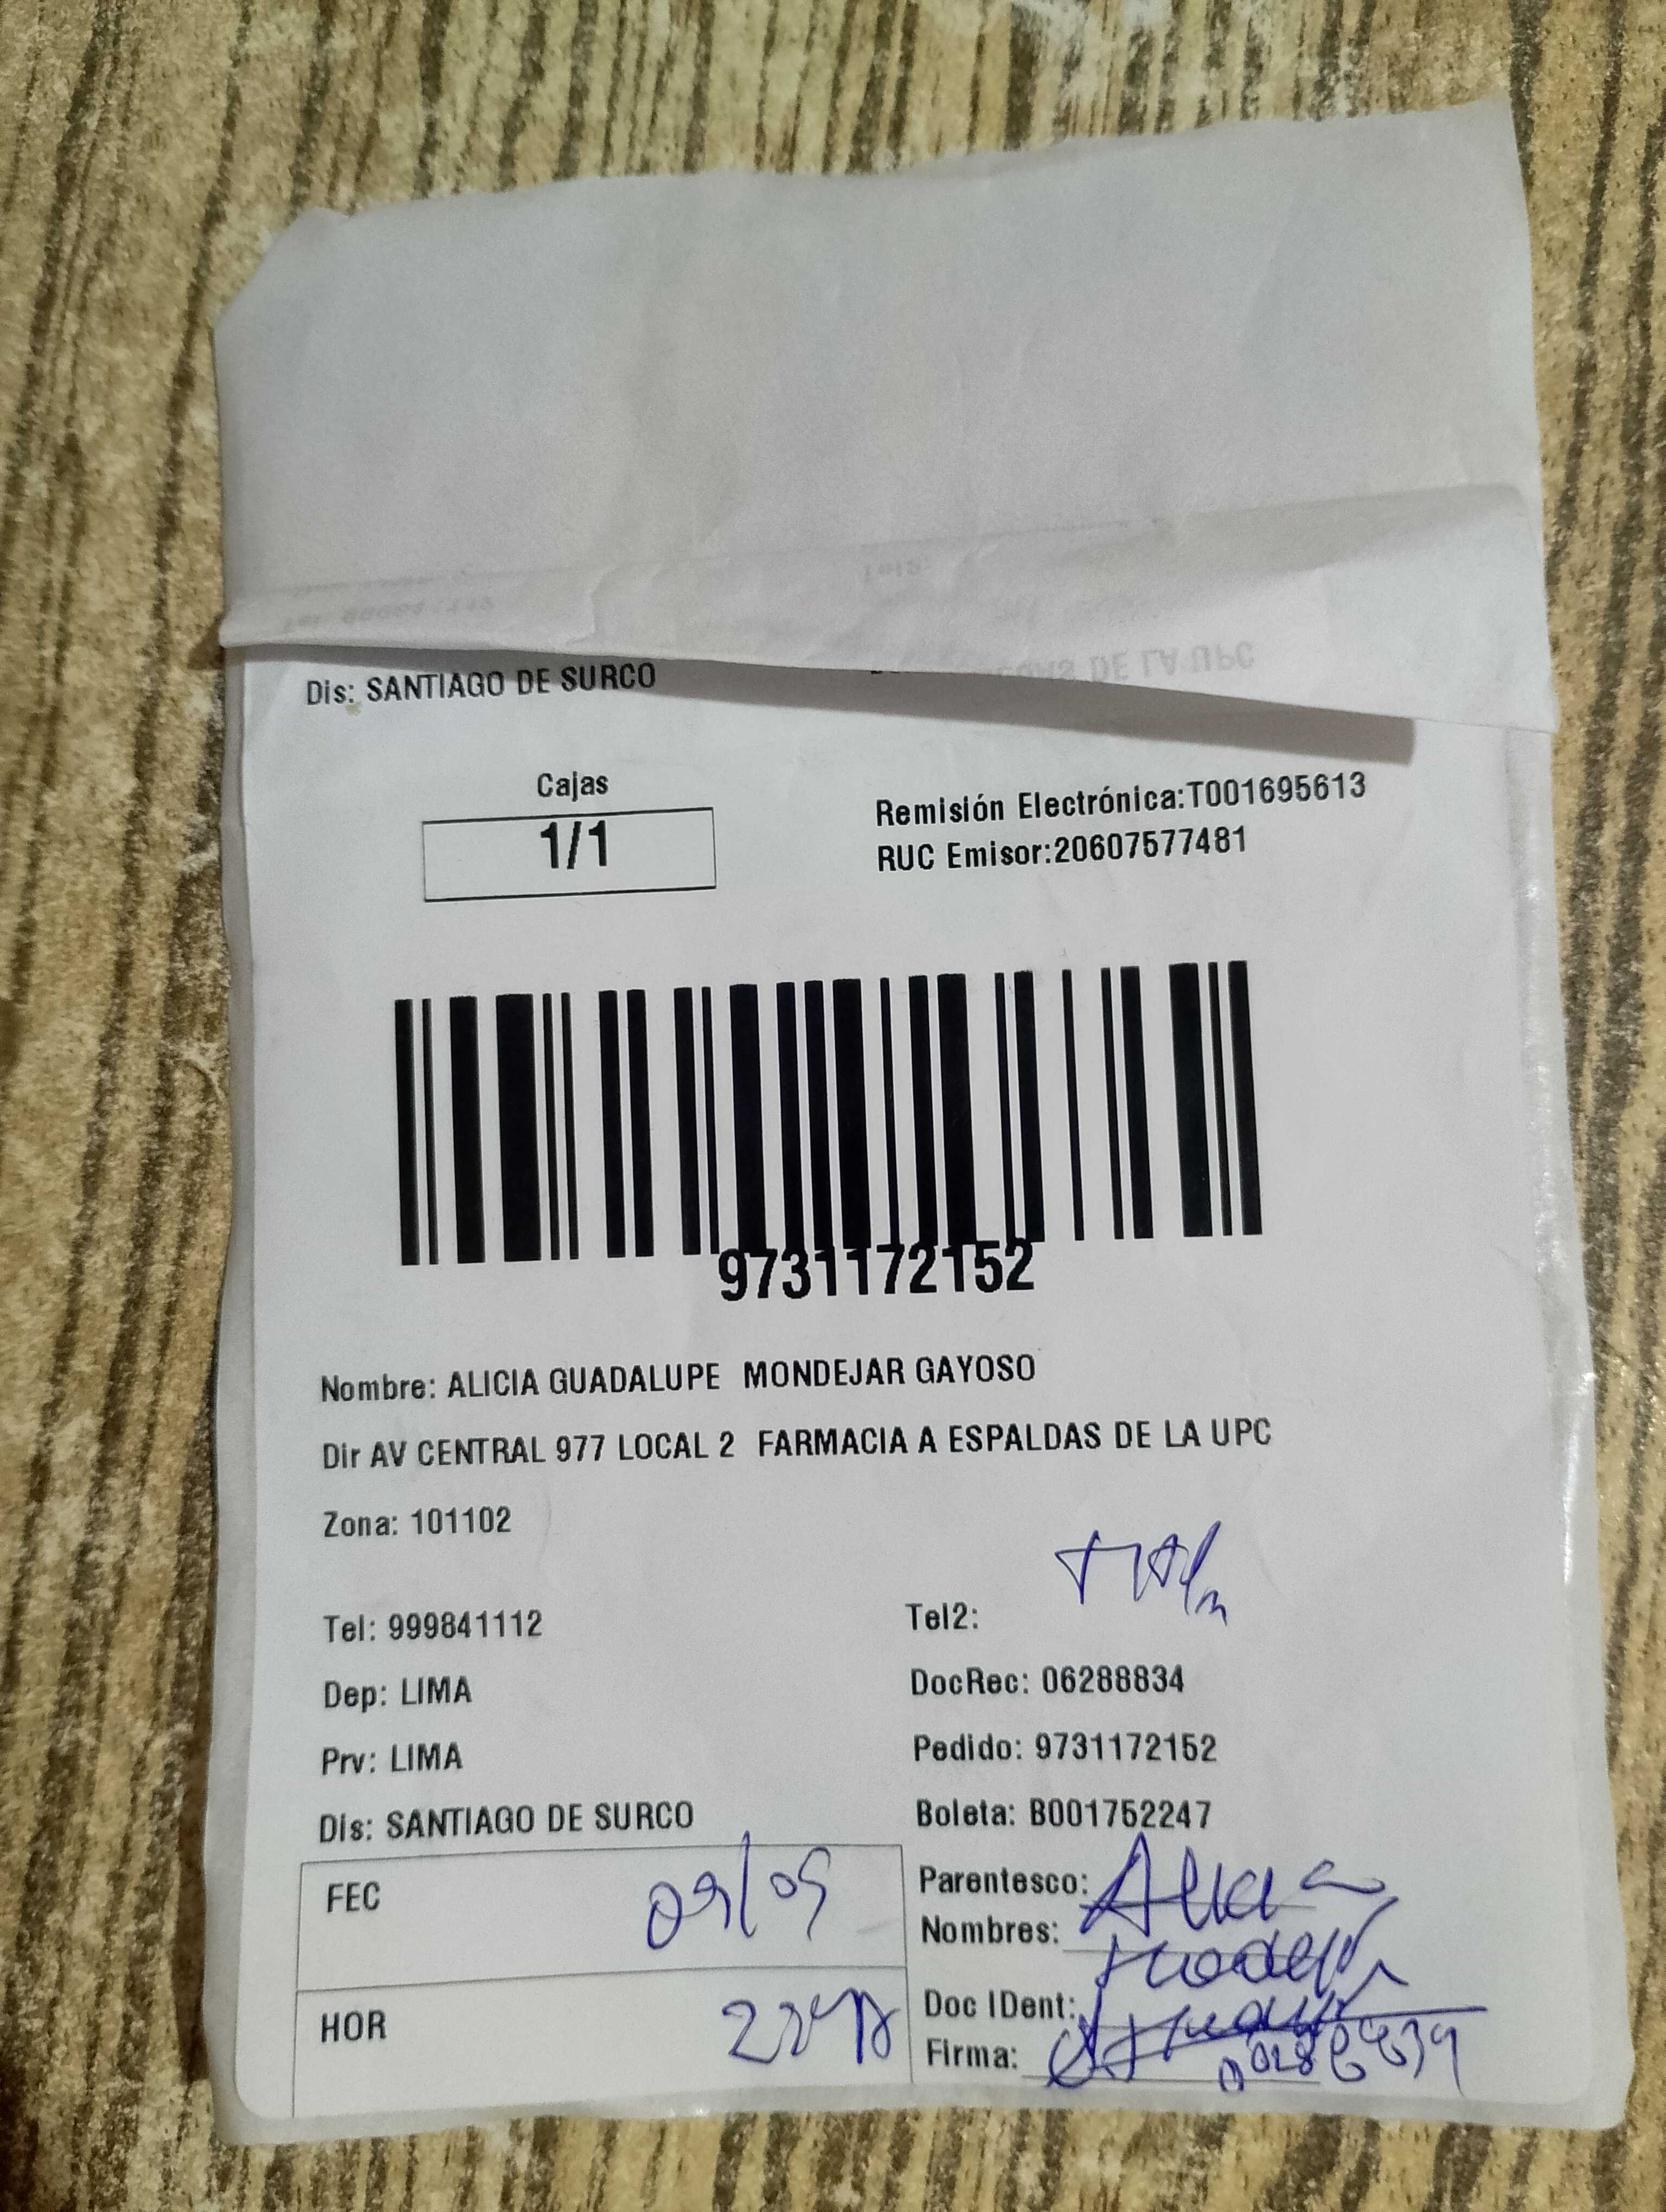 Dis: SANTIAGO DE SURCO
Cajas
1/1
Remisión Electrónica:T001695613
RUC Emisor:20607577481
9731172152
Nombre: ALICIA GUADALUPE MONDEJAR GAYOSO
Dir AV CENTRAL 977 LOCAL 2 FARMACIA A ESPALDAS DE LA UPC
Zona: 101102
Tel: 999841112
Tel2:
Dep: LIMA
DocRec: 06288834
Prv: LIMA
Pedido: 9731172152
Dis: SANTIAGO DE SURCO
Boleta: B001752247
FEC 09/05
Parentesco:
Nombres: Alicia
HOR
Doc IDent:
Firma: